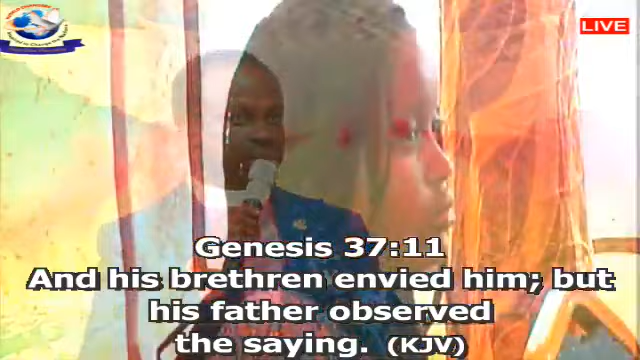 LIVE
Genesis 37:11
And his brethren envied him; but
his father observed
the saying. (KJV)